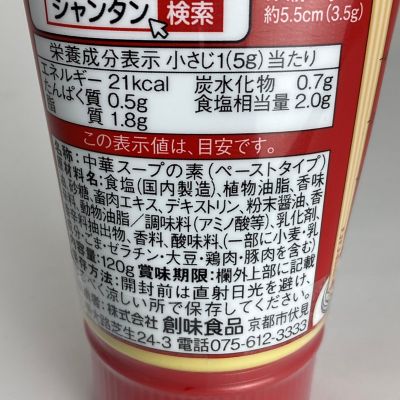 シャンタン 検索
約5.5cm(3.5g)
栄養成分表示 小さじ1(5g)当たり
エネルギー 21kcal 炭水化物 0.7g
たんぱく質 0.5g 食塩相当量 2.0g
脂質 1.8g
この表示値は、目安です。
名称:中華スープの素(ペーストタイプ)
材料名:食塩(国内製造)、植物油脂、香味
砂糖、畜肉エキス、デキストリン、粉末醤油、香
動物油脂/調味料(アミノ酸等)、乳化剤、
料抽出物、香料、酸味料、(一部に小麦・乳
ごま・ゼラチン・大豆・鶏肉・豚肉を含む)
120g 賞味期限:欄外上部に記載
方法:開封前は直射日光を避け、
べく涼しい所で保存してください。
株式会社 創味食品 京都市伏見
芝生24-3 TEL 075-612-3333